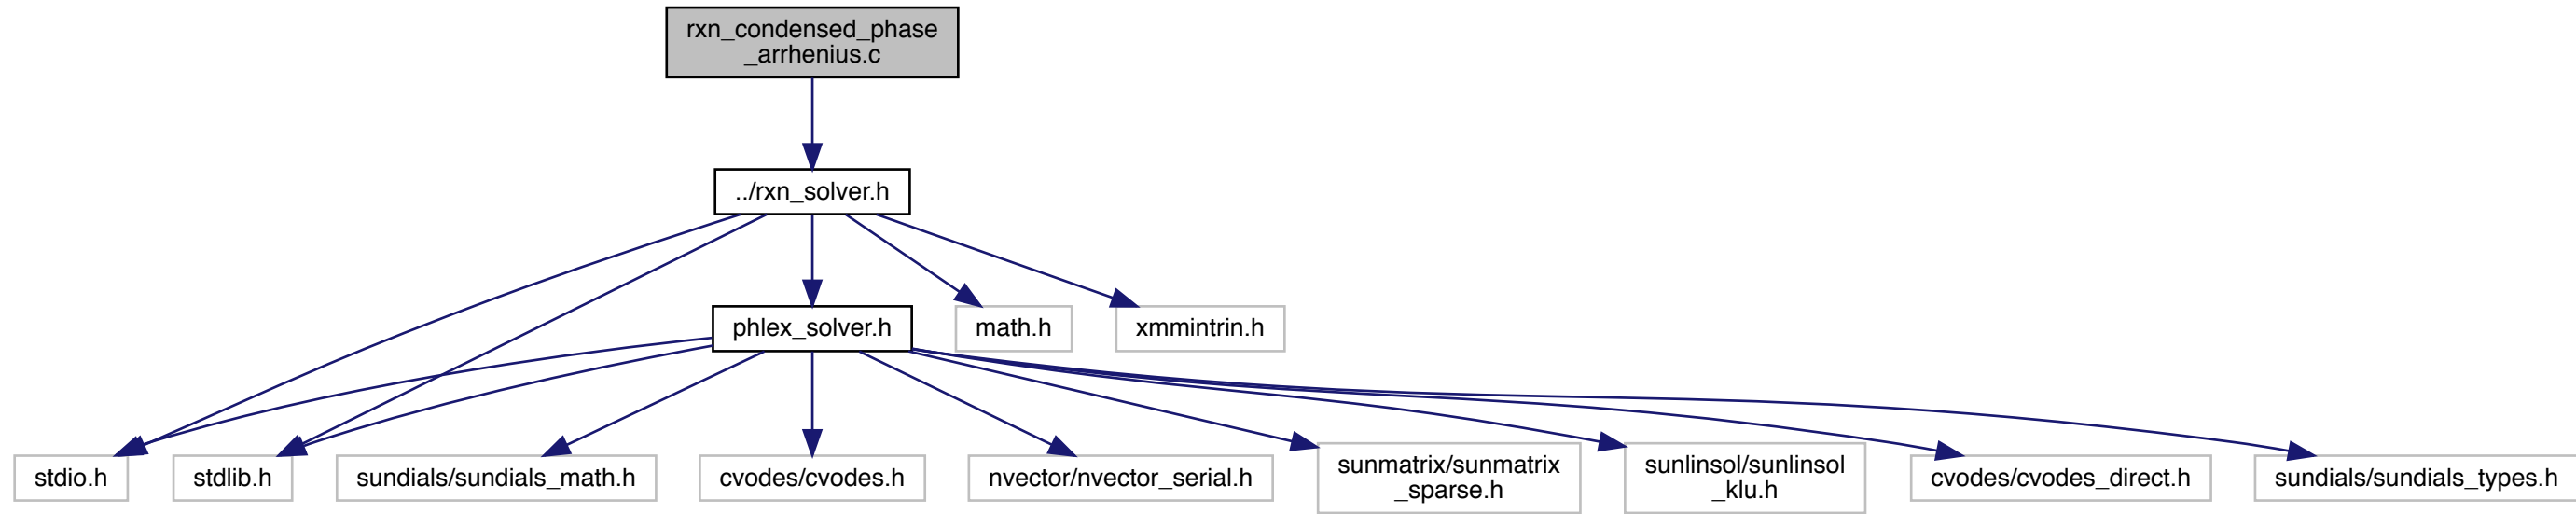 rxn_condensed_phase
_arrhenius.c
../rxn_solver.h
phlex_solver.h
math.h
xmmintrin.h
stdio.h
stdlib.h
sundials/sundials_math.h
cvodes/cvodes.h
nvector/nvector_serial.h
sunmatrix/sunmatrix
_sparse.h
sunlinsol/sunlinsol
_klu.h
cvodes/cvodes_direct.h
sundials/sundials_types.h